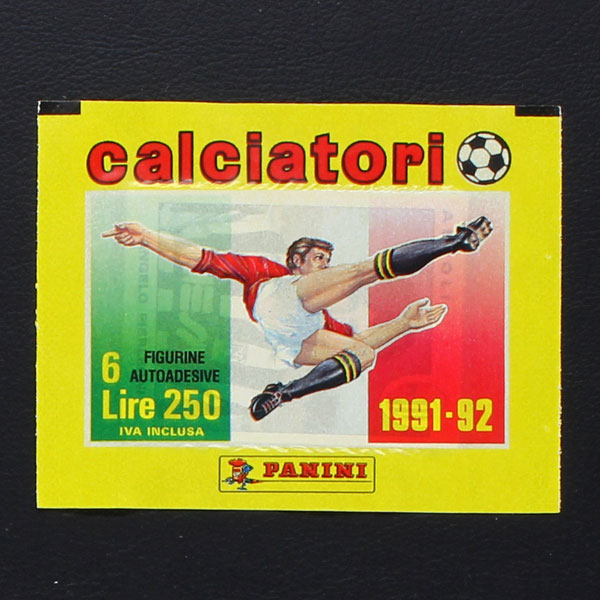 calciatori
6 FIGURINE
AUTOADESIVE
Lire 250
IVA INCLUSA
1991-92
PANINI